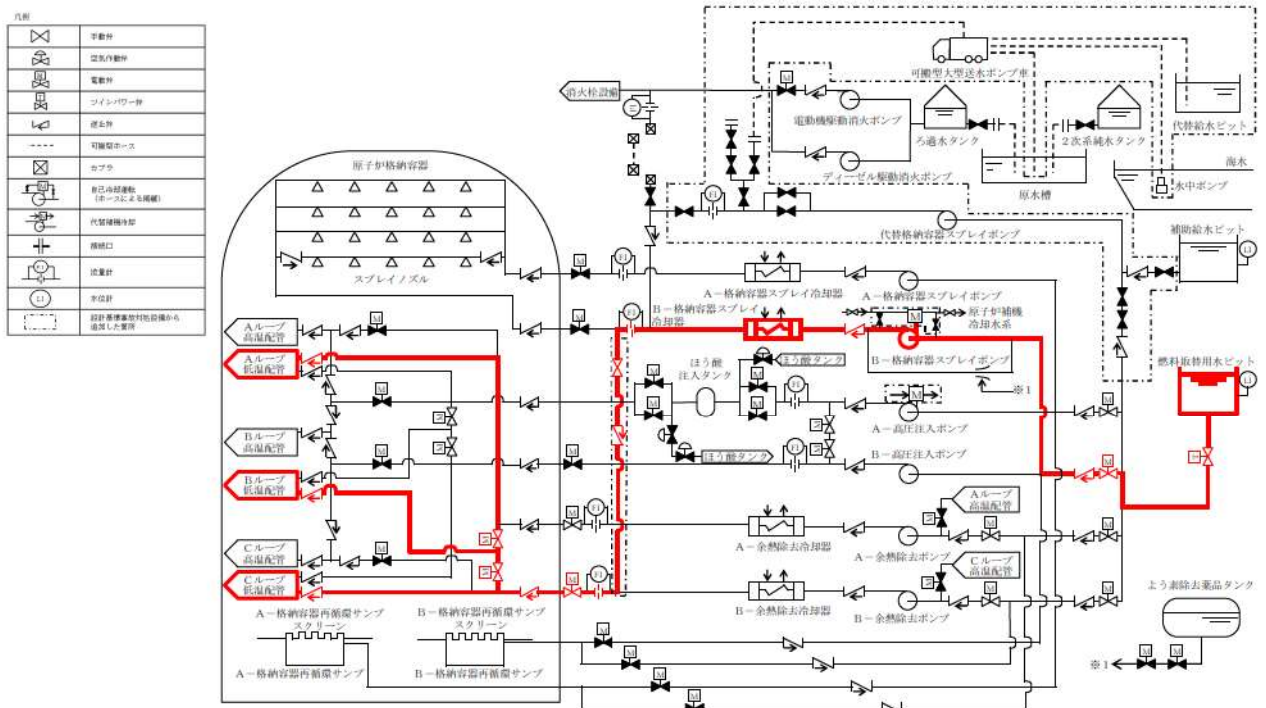 凡例
手動弁
空気作動弁
電動弁
ツインパワー弁
逆止弁
可搬型ホース
カプラ
自己冷却運転
(ホースによる接続)
代替補機冷却
接続口
流量計
水位計
設計基準事故対処設備から
追加した箇所
消火栓設備
FI
M
電動機駆動消火ポンプ
ディーゼル駆動消火ポンプ
可搬型大型送水ポンプ車
ろ過水タンク
2次系純水タンク
代替給水ピット
原水槽
海水
水中ポンプ
代替格納容器スプレイポンプ
補助給水ピット
LI
原子炉格納容器
スプレイノズル
A-格納容器スプレイ冷却器
A-格納容器スプレイポンプ
B-格納容器スプレイ
冷却器
原子炉補機
冷却水系
B-格納容器スプレイポンプ
※1
燃料取替用水ピット
LI
Aループ
高温配管
Aループ
低温配管
Bループ
高温配管
Bループ
低温配管
Cループ
高温配管
Cループ
低温配管
ほう酸
注入タンク
ほう酸タンク
ほう酸タンク
A-高圧注入ポンプ
B-高圧注入ポンプ
Aループ
高温配管
A-余熱除去冷却器
A-余熱除去ポンプ
Cループ
高温配管
B-余熱除去冷却器
B-余熱除去ポンプ
よう素除去薬品タンク
※1
A-格納容器再循環サンプ
スクリーン
B-格納容器再循環サンプ
スクリーン
A-格納容器再循環サンプ
B-格納容器再循環サンプ